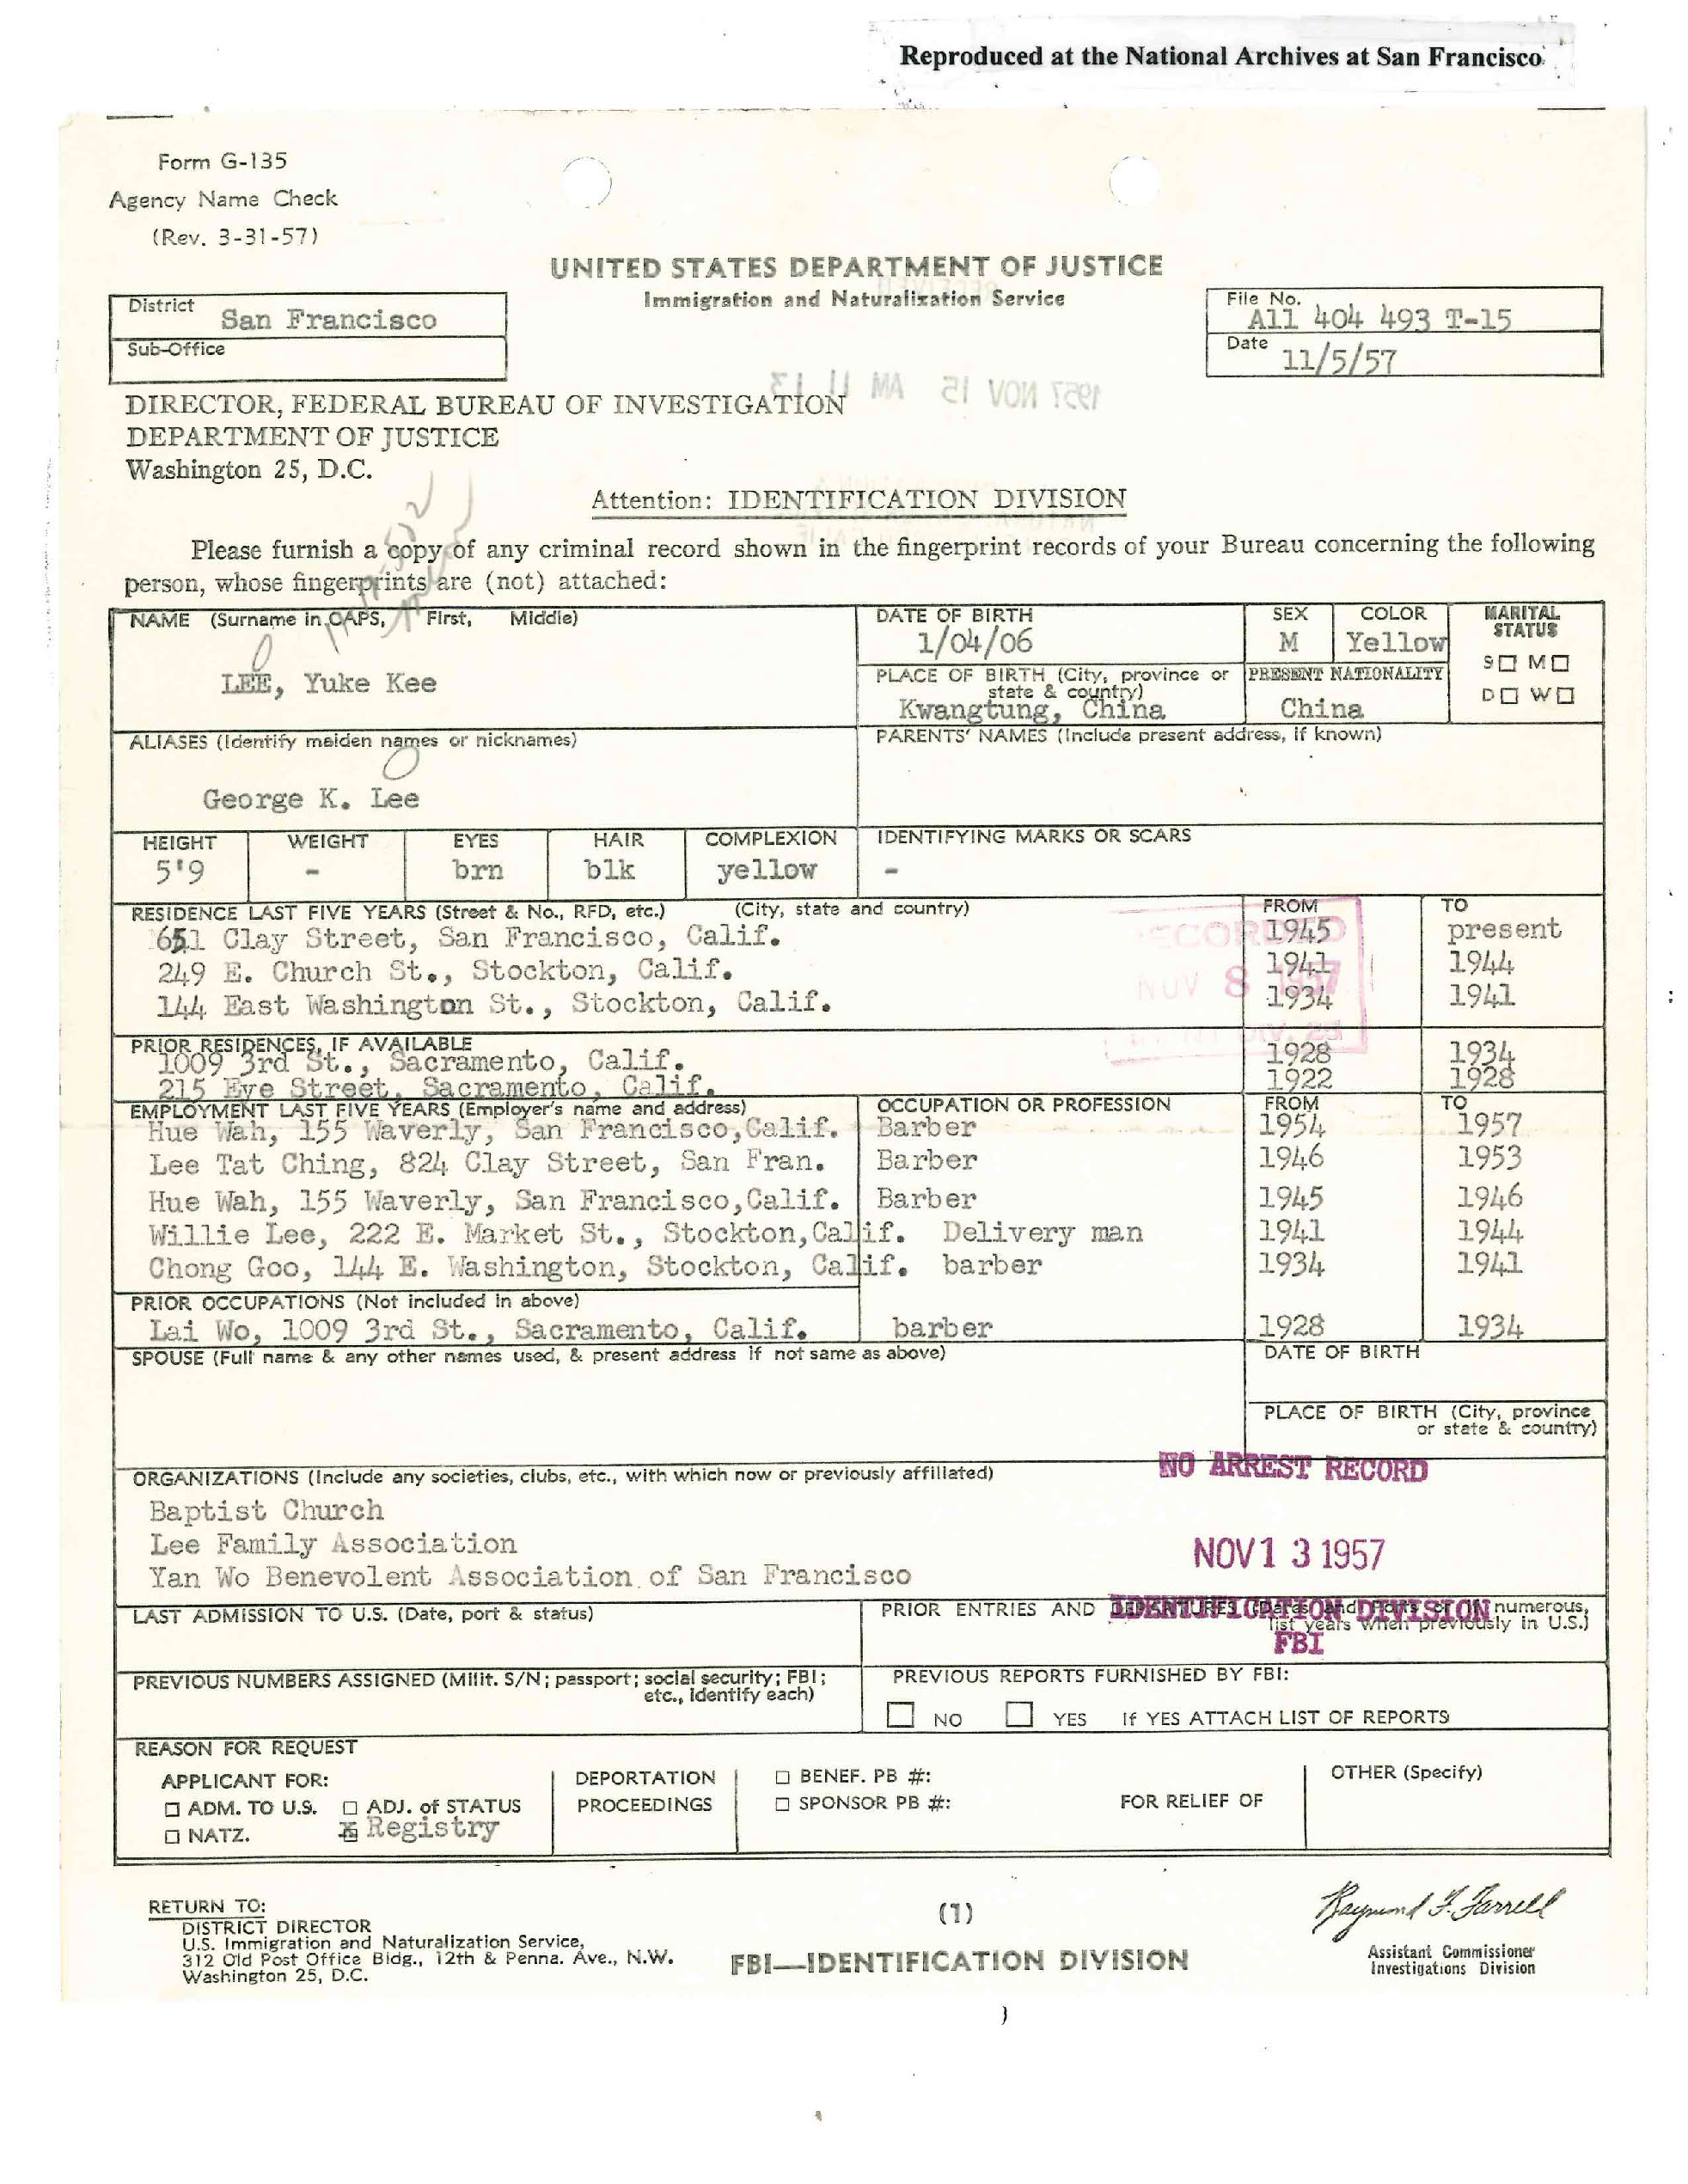 Reproduced at the National Archives at San Francisco
Form G-135
Agency Name Check
(Rev. 3-31-57)
UNITED STATES DEPARTMENT OF JUSTICE
Immigration and Naturalization Service
District San Francisco
Sub-Office
File No. A11 404 493 T-15
Date 11/5/57
1957 NOV 15 AM 11 13
DIRECTOR, FEDERAL BUREAU OF INVESTIGATION
DEPARTMENT OF JUSTICE
Washington 25, D.C.
Attention: IDENTIFICATION DIVISION
Please furnish a copy of any criminal record shown in the fingerprint records of your Bureau concerning the following
person, whose fingerprints are (not) attached:
NAME (Surname in CAPS, First, Middle)
LEE, Yuke Kee
DATE OF BIRTH
1/04/06
SEX
M
COLOR
Yellow
MARITAL
STATUS
S M
D W
PLACE OF BIRTH (City, province or
state & country)
Kwangtung, China
PRESENT NATIONALITY
China
ALIASES (Identify maiden names or nicknames)
George K. Lee
PARENTS' NAMES (Include present address, if known)
HEIGHT
5'9
WEIGHT
-
EYES
brn
HAIR
blk
COMPLEXION
yellow
IDENTIFYING MARKS OR SCARS
-
RESIDENCE LAST FIVE YEARS (Street & No., RFD, etc.) (City, state and country) FROM TO
651 Clay Street, San Francisco, Calif. 1945 present
249 E. Church St., Stockton, Calif. 1941 1944
144 East Washington St., Stockton, Calif. 1934 1941
NOV 8 1957
PRIOR RESIDENCES, IF AVAILABLE
1009 3rd St., Sacramento, Calif. 1928 1934
215 Eye Street, Sacramento, Calif. 1922 1928
EMPLOYMENT LAST FIVE YEARS (Employer's name and address) OCCUPATION OR PROFESSION FROM TO
Hue Wah, 155 Waverly, San Francisco,Calif. Barber 1954 1957
Lee Tat Ching, 824 Clay Street, San Fran. Barber 1946 1953
Hue Wah, 155 Waverly, San Francisco,Calif. Barber 1945 1946
Willie Lee, 222 E. Market St., Stockton,Calif. Delivery man 1941 1944
Chong Goo, 144 E. Washington, Stockton, Calif. barber 1934 1941
PRIOR OCCUPATIONS (Not included in above)
Lai Wo, 1009 3rd St., Sacramento, Calif. barber 1928 1934
SPOUSE (Full name & any other names used, & present address if not same as above) DATE OF BIRTH
PLACE OF BIRTH (City, province
or state & country)
ORGANIZATIONS (Include any societies, clubs, etc., with which now or previously affiliated)
NO ARREST RECORD
Baptist Church
Lee Family Association
Yan Wo Benevolent Association of San Francisco
NOV 13 1957
IDENTIFICATION DIVISION
FBI
LAST ADMISSION TO U.S. (Date, port & status)
PRIOR ENTRIES AND DEPARTURES (Dates and Ports or if numerous,
list years when previously in U.S.)
PREVIOUS NUMBERS ASSIGNED (Milit. S/N; passport; social security; FBI;
etc., identify each)
PREVIOUS REPORTS FURNISHED BY FBI:
NO YES If YES ATTACH LIST OF REPORTS
REASON FOR REQUEST
APPLICANT FOR:
ADM. TO U.S. ADJ. of STATUS
NATZ. x Registry
DEPORTATION
PROCEEDINGS
BENEF. PB #:
SPONSOR PB #:
FOR RELIEF OF
OTHER (Specify)
RETURN TO:
DISTRICT DIRECTOR
U.S. Immigration and Naturalization Service,
312 Old Post Office Bldg., 12th & Penna. Ave., N.W.
Washington 25, D.C.
(1)
FBI—IDENTIFICATION DIVISION
Raymond F. Farrell
Assistant Commissioner
Investigations Division